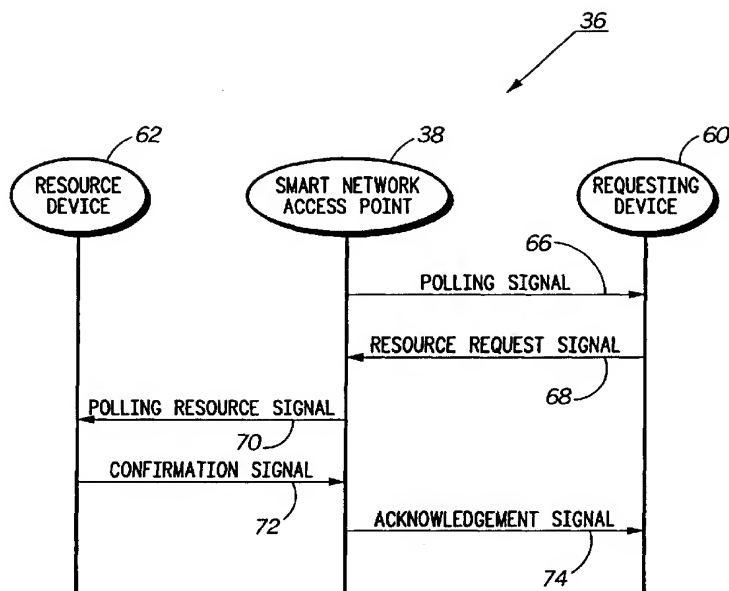 36
62
38
60
RESOURCE
DEVICE
SMART NETWORK
ACCESS POINT
REQUESTING
DEVICE
66
POLLING SIGNAL
RESOURCE REQUEST SIGNAL
68
POLLING RESOURCE SIGNAL
70
CONFIRMATION SIGNAL
72
ACKNOWLEDGEMENT SIGNAL
74